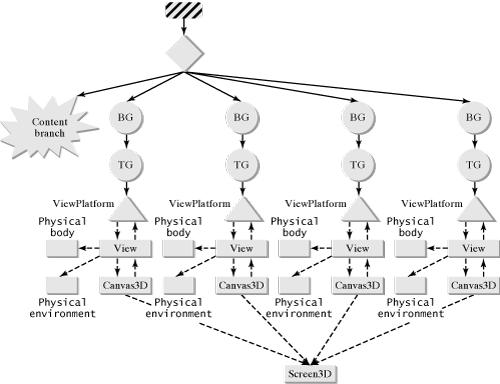 Content
branch
BG
BG
BG
BG
TG
TG
TG
TG
ViewPlatform
ViewPlatform
ViewPlatform
ViewPlatform
Physical
body
Physical
body
Physical
body
Physical
body
View
View
View
View
Canvas3D
Canvas3D
Canvas3D
Canvas3D
Physical
environment
Physical
environment
Physical
environment
Physical
environment
Screen3D